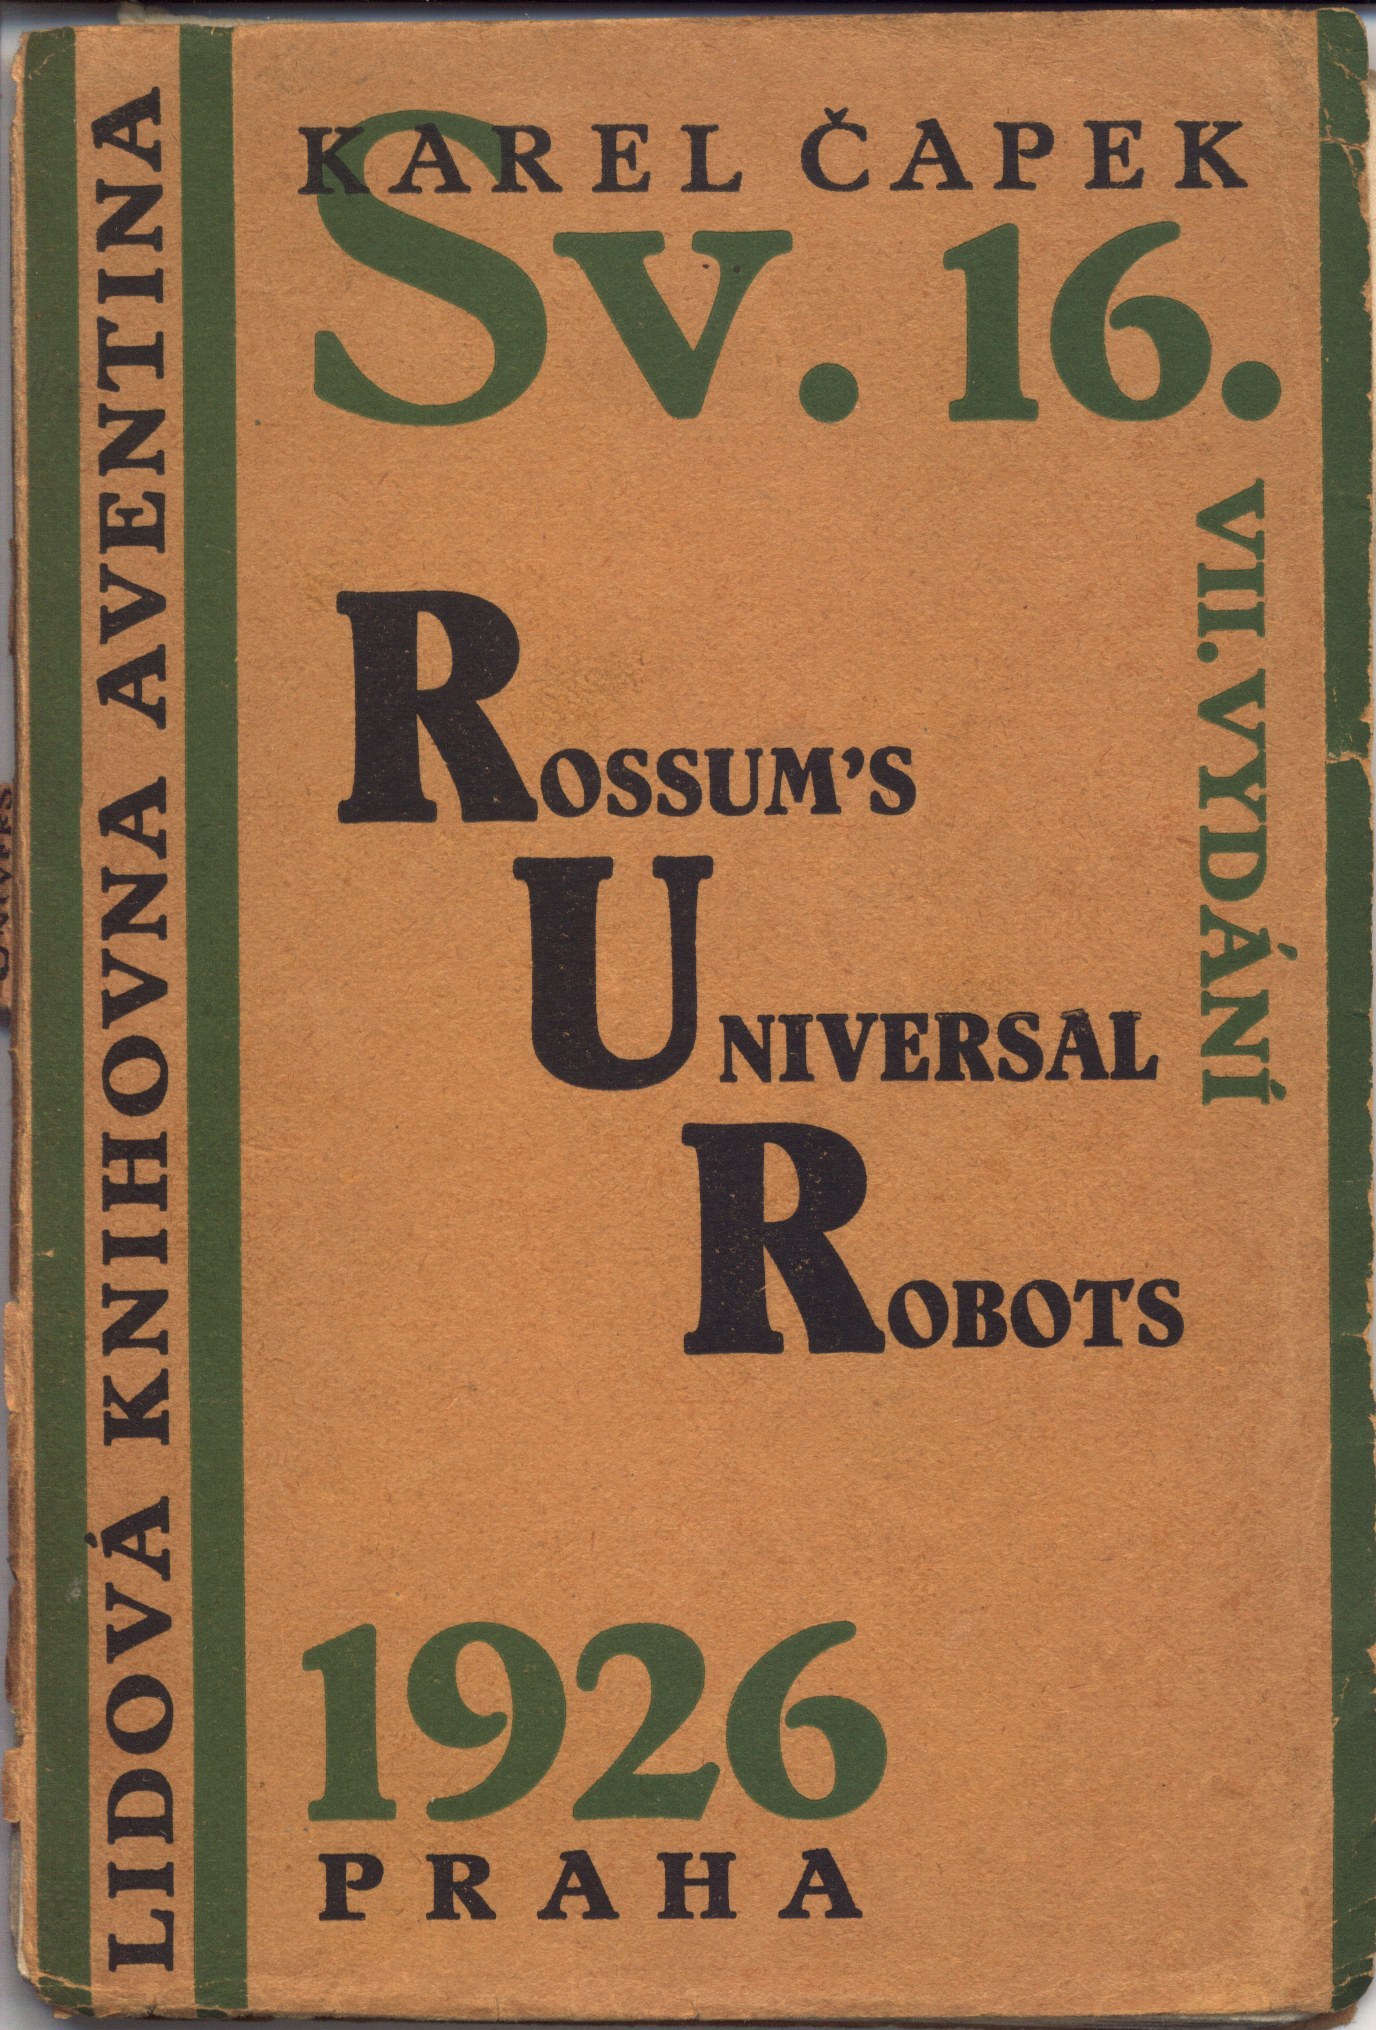 KAREL ČAPEK
Sv. 16.
VII. VYDÁNÍ
ROSSUM'S
UNIVERSAL
ROBOTS
1926
PRAHA
LIDOVÁ KNIHOVNA AVENTINA